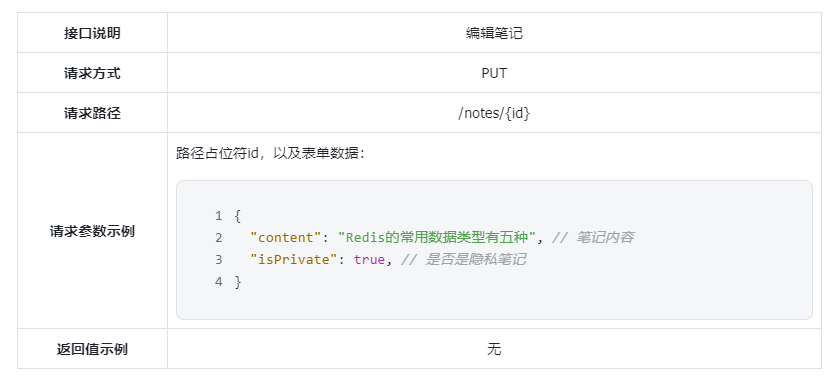 接口说明 编辑笔记
请求方式 PUT
请求路径 /notes/{id}
请求参数示例
路径占位符id，以及表单数据：
1 {
2   "content": "Redis的常用数据类型有五种", // 笔记内容
3   "isPrivate": true, // 是否是隐私笔记
4 }
返回值示例 无